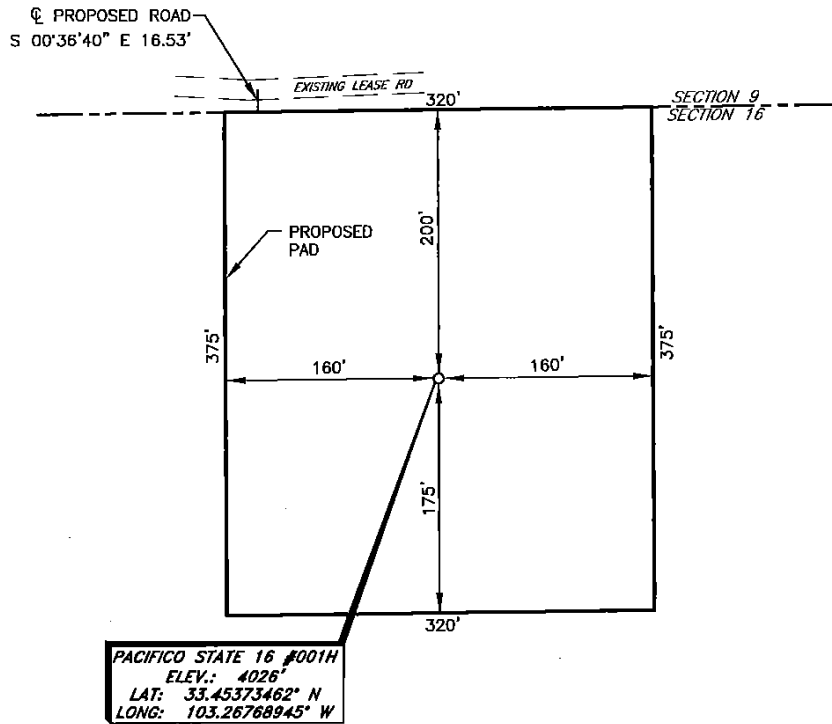 ℄ PROPOSED ROAD
S 00°36'40" E 16.53'
EXISTING LEASE RD
320'
SECTION 9
SECTION 16
200'
PROPOSED
PAD
375'
375'
160'
160'
175'
320'
PACIFICO STATE 16 #001H
ELEV.: 4026'
LAT: 33.45373462° N
LONG: 103.26768945° W